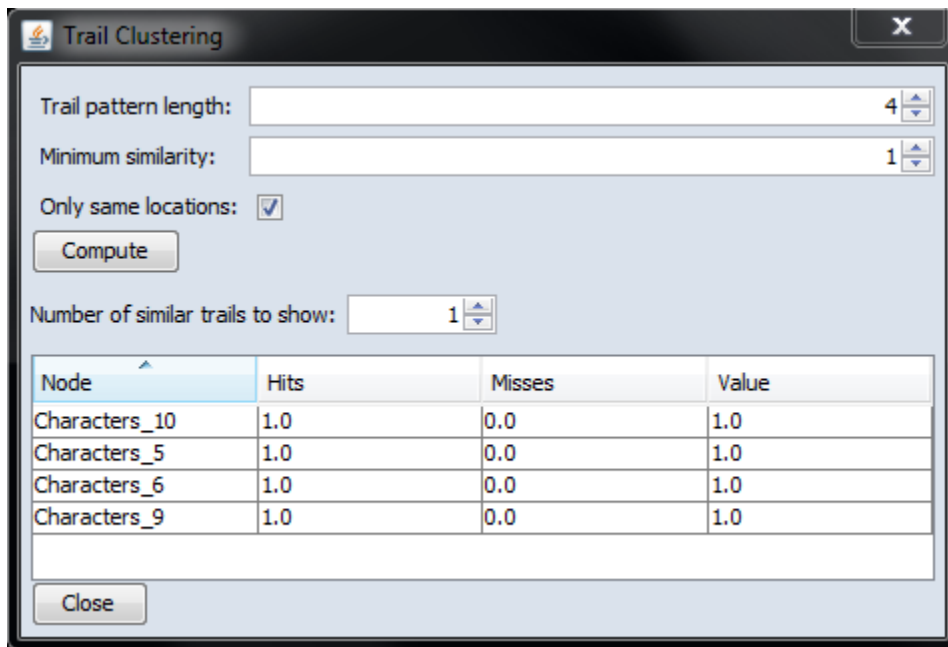 Trail Clustering
x
Trail pattern length: 4
Minimum similarity: 1
Only same locations:
Compute
Number of similar trails to show: 1
Node Hits Misses Value
Characters_10 1.0 0.0 1.0
Characters_5 1.0 0.0 1.0
Characters_6 1.0 0.0 1.0
Characters_9 1.0 0.0 1.0
Close